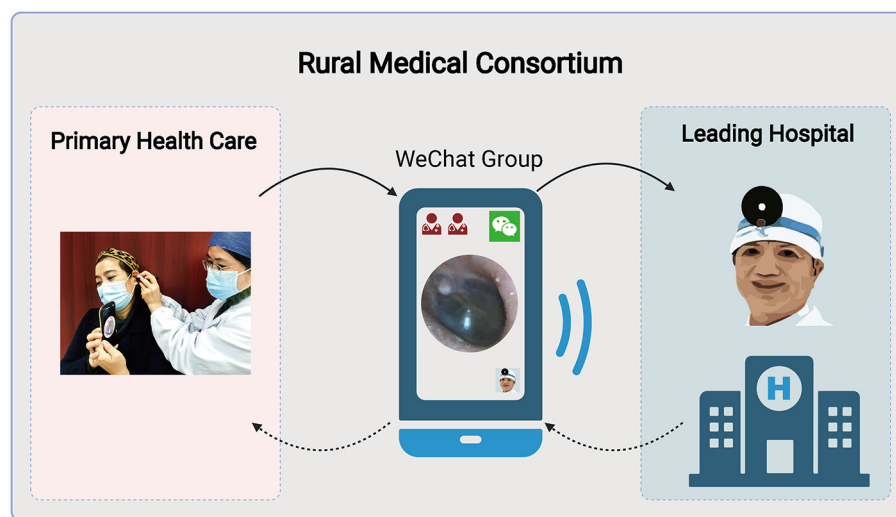 Rural Medical Consortium
Primary Health Care
WeChat Group
Leading Hospital
H